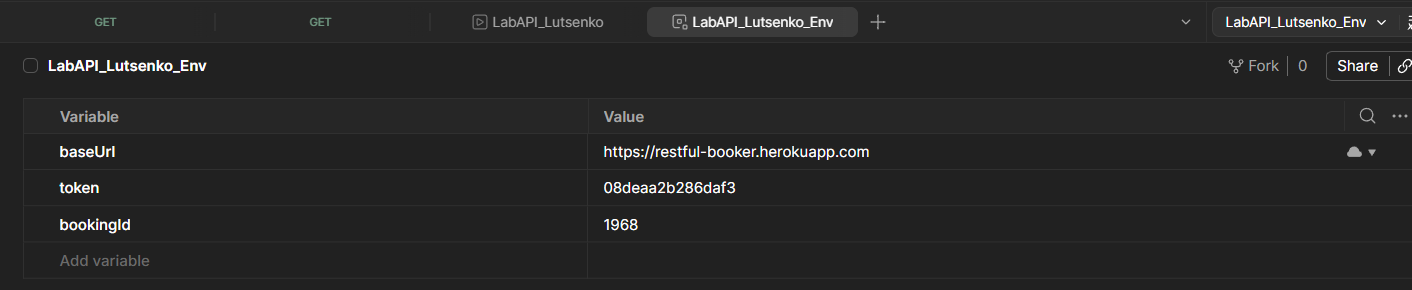 GET GET LabAPI_Lutsenko LabAPI_Lutsenko_Env LabAPI_Lutsenko_Env
LabAPI_Lutsenko_Env Fork 0 Share
Variable Value
baseUrl https://restful-booker.herokuapp.com
token 08deaa2b286daf3
bookingId 1968
Add variable